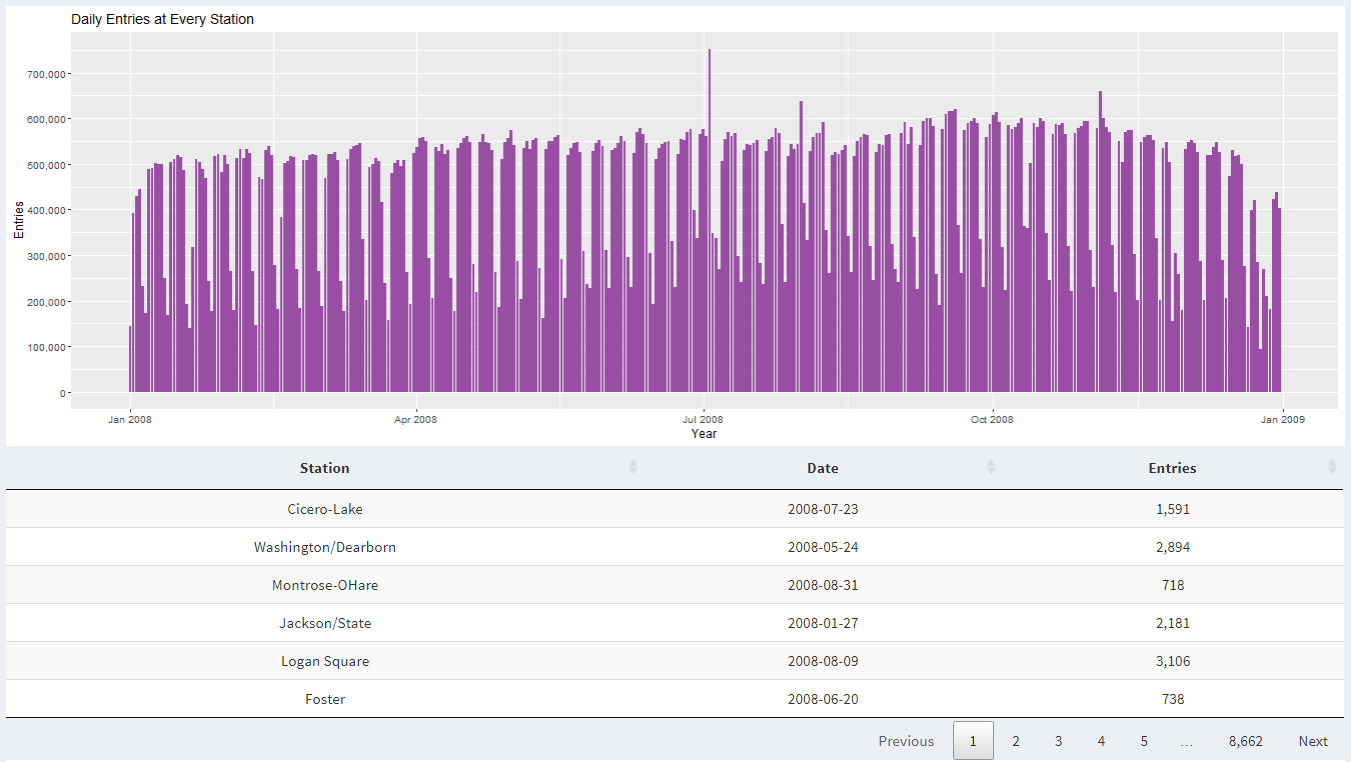 Daily Entries at Every Station
700,000
600,000
500,000
400,000
300,000
200,000
100,000
0
Entries
Jan 2008 Apr 2008 Jul 2008 Oct 2008 Jan 2009
Year
Station Date Entries
Cicero-Lake 2008-07-23 1,591
Washington/Dearborn 2008-05-24 2,894
Montrose-OHare 2008-08-31 718
Jackson/State 2008-01-27 2,181
Logan Square 2008-08-09 3,106
Foster 2008-06-20 738
Previous 1 2 3 4 5 … 8,662 Next